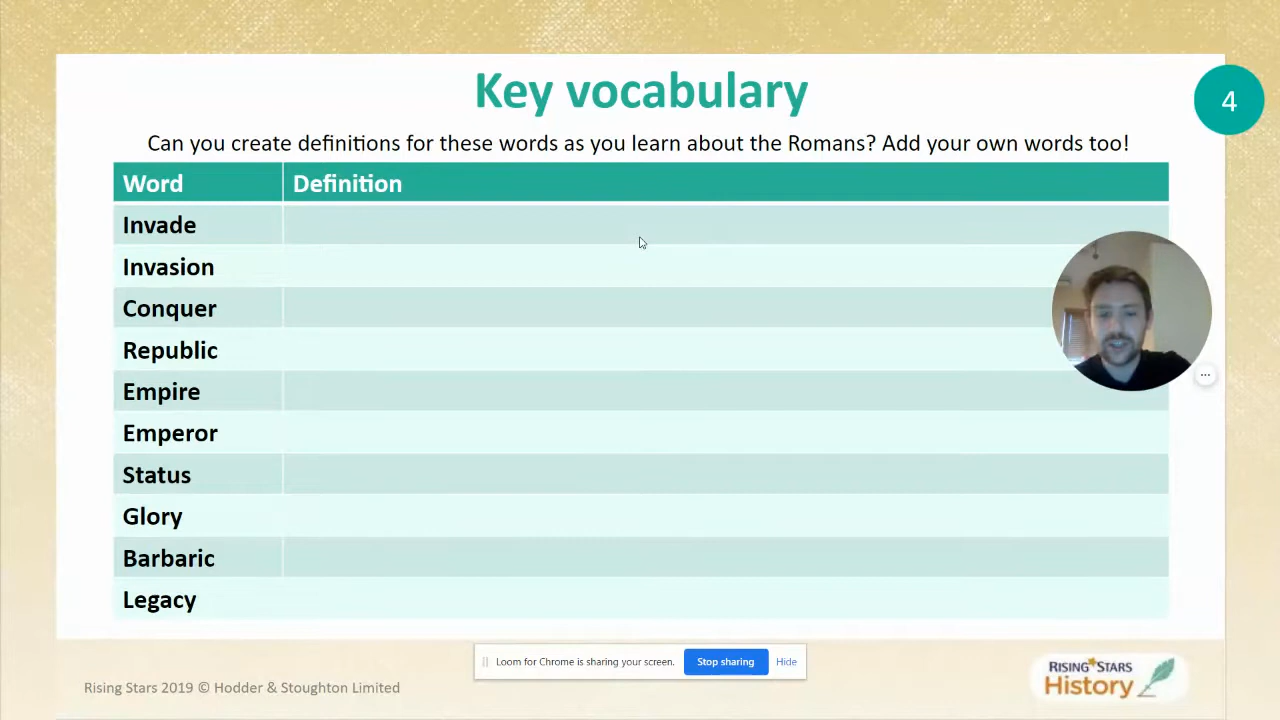 Key vocabulary
4
Can you create definitions for these words as you learn about the Romans? Add your own words too!
Word Definition
Invade
Invasion
Conquer
Republic
Empire
Emperor
Status
Glory
Barbaric
Legacy
Loom for Chrome is sharing your screen. Stop sharing Hide
Rising Stars 2019 © Hodder & Stoughton Limited
RISING STARS
History